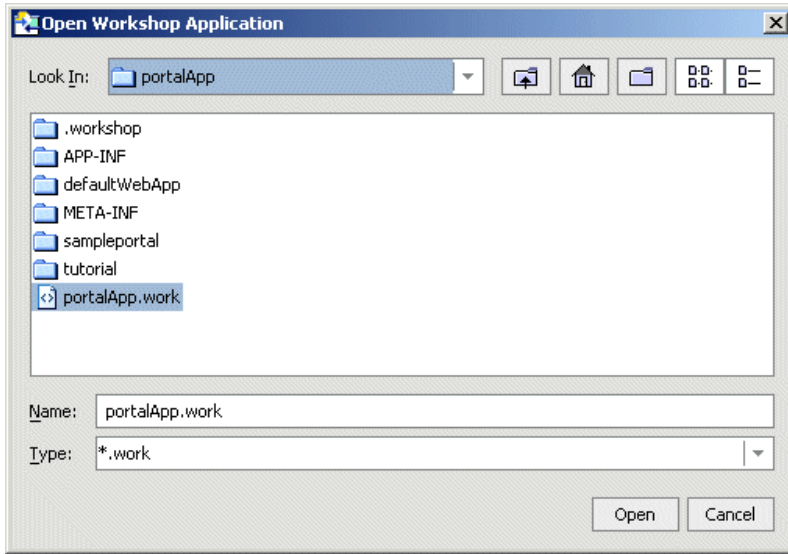 Open Workshop Application
Look In: portalApp
.workshop
APP-INF
defaultWebApp
META-INF
sampleportal
tutorial
portalApp.work
Name: portalApp.work
Type: *.work
Open Cancel